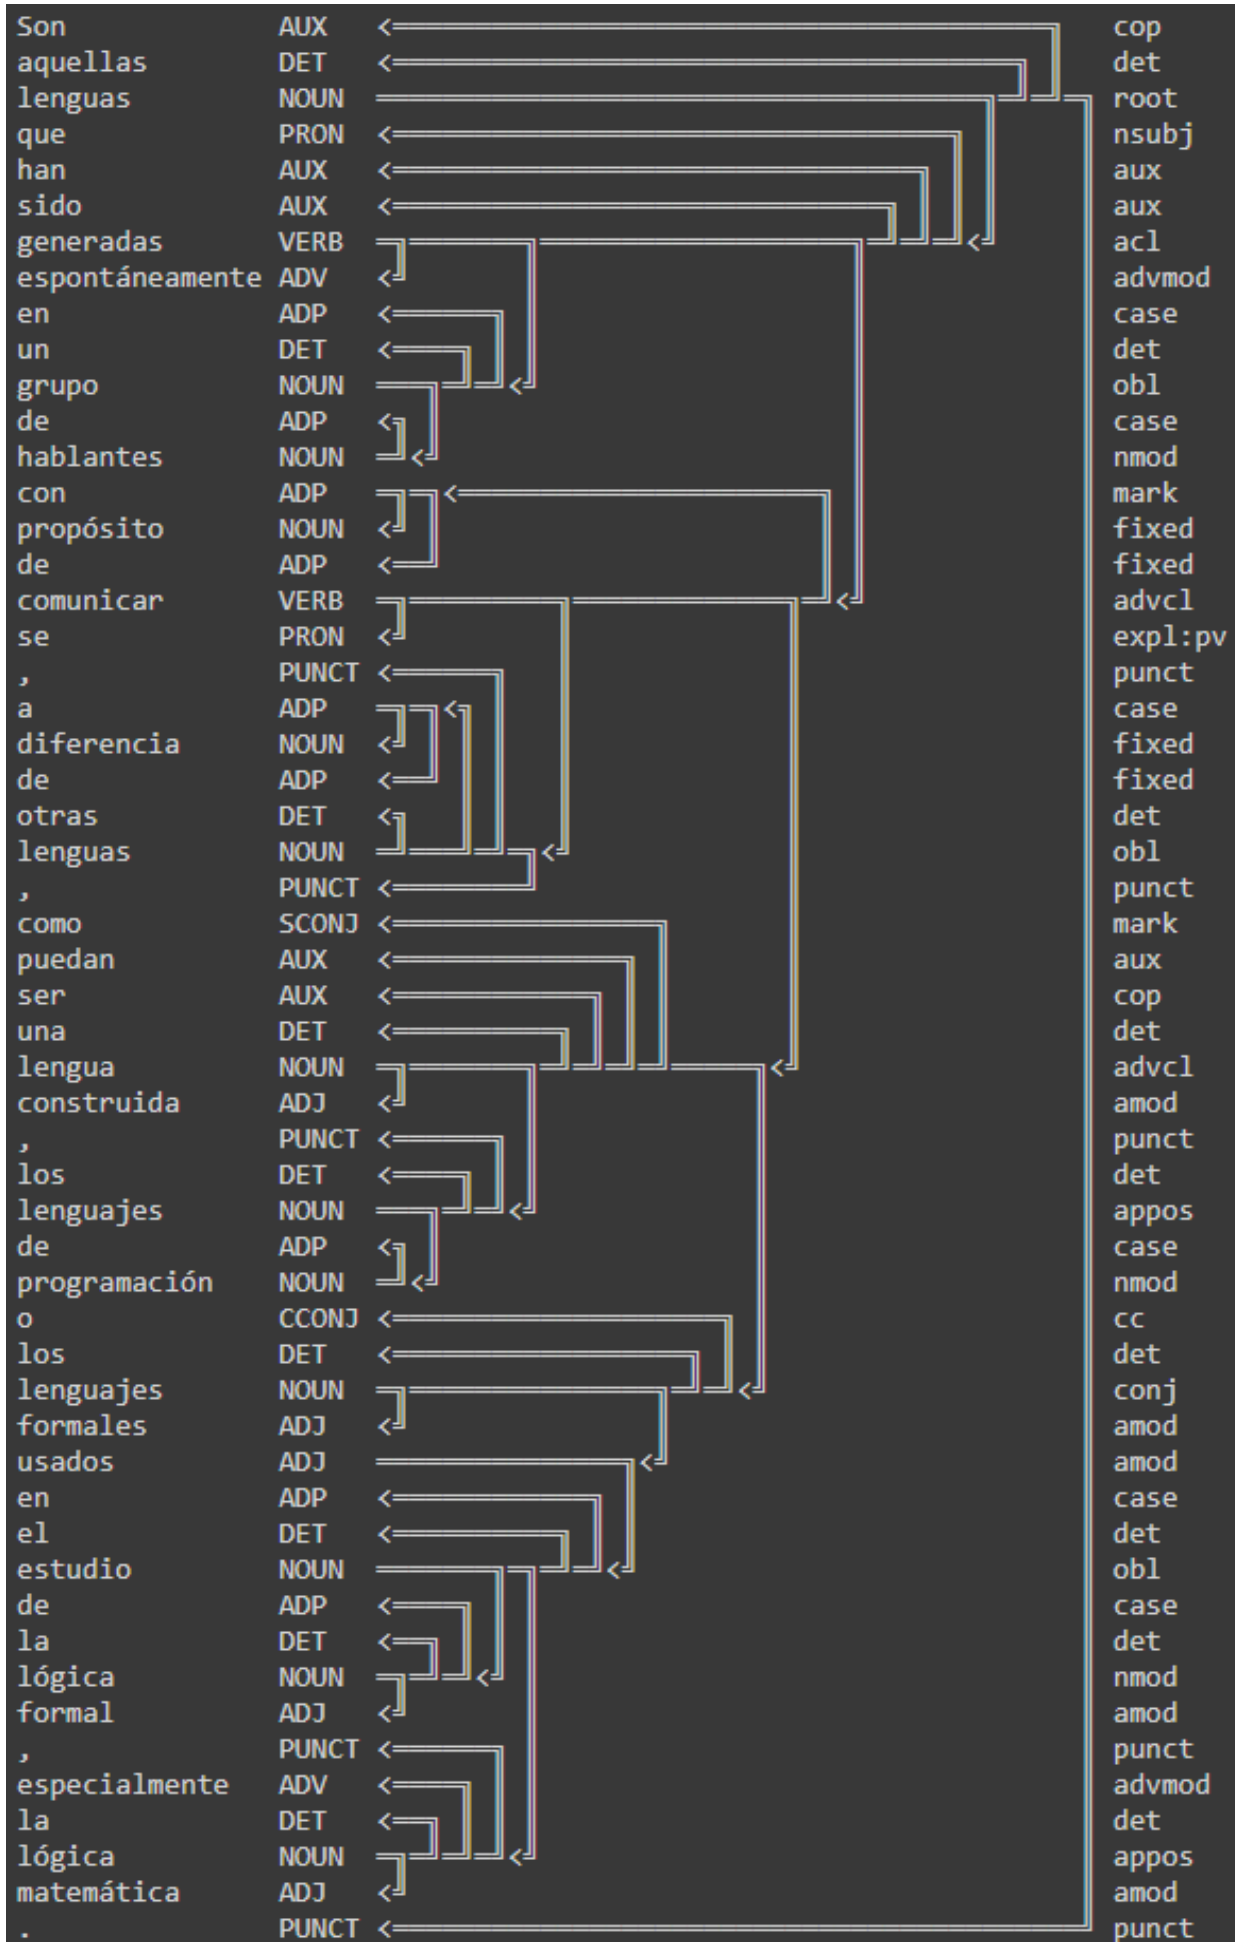 Son AUX cop
aquellas DET det
lenguas NOUN root
que PRON nsubj
han AUX aux
sido AUX aux
generadas VERB acl
espontáneamente ADV advmod
en ADP case
un DET det
grupo NOUN obl
de ADP case
hablantes NOUN nmod
con ADP mark
propósito NOUN fixed
de ADP fixed
comunicar VERB advcl
se PRON expl:pv
, PUNCT punct
a ADP case
diferencia NOUN fixed
de ADP fixed
otras DET det
lenguas NOUN obl
, PUNCT punct
como SCONJ mark
puedan AUX aux
ser AUX cop
una DET det
lengua NOUN advcl
construida ADJ amod
, PUNCT punct
los DET det
lenguajes NOUN appos
de ADP case
programación NOUN nmod
o CCONJ cc
los DET det
lenguajes NOUN conj
formales ADJ amod
usados ADJ amod
en ADP case
el DET det
estudio NOUN obl
de ADP case
la DET det
lógica NOUN nmod
formal ADJ amod
, PUNCT punct
especialmente ADV advmod
la DET det
lógica NOUN appos
matemática ADJ amod
. PUNCT punct